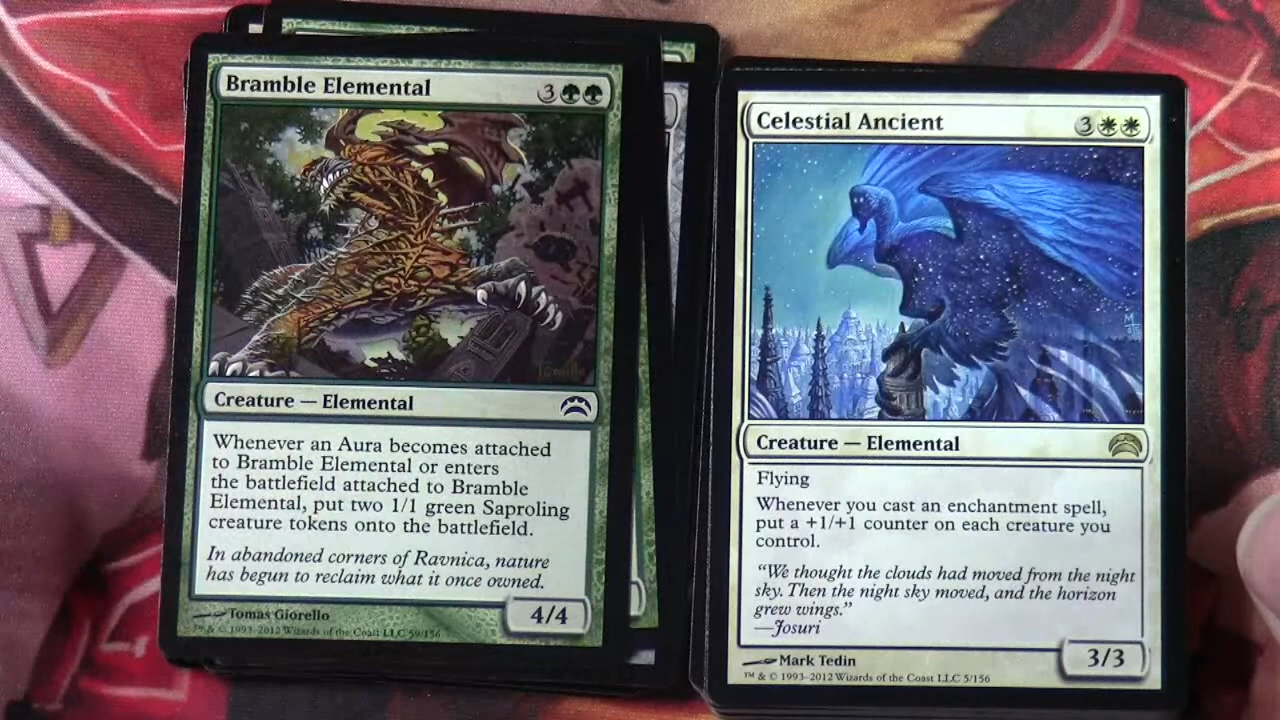 Bramble Elemental 3
Creature — Elemental
Whenever an Aura becomes attached
to Bramble Elemental or enters
the battlefield attached to Bramble
Elemental, put two 1/1 green Saproling
creature tokens onto the battlefield.
In abandoned corners of Ravnica, nature
has begun to reclaim what it once owned.
4/4
Tomas Giorello
™ & © 1993–2012 Wizards of the Coast LLC 59/156
Celestial Ancient 3
Creature — Elemental
Flying
Whenever you cast an enchantment spell,
put a +1/+1 counter on each creature you
control.
“We thought the clouds had moved from the night
sky. Then the night sky moved, and the horizon
grew wings.”
—Josuri
3/3
Mark Tedin
™ & © 1993–2012 Wizards of the Coast LLC 5/156